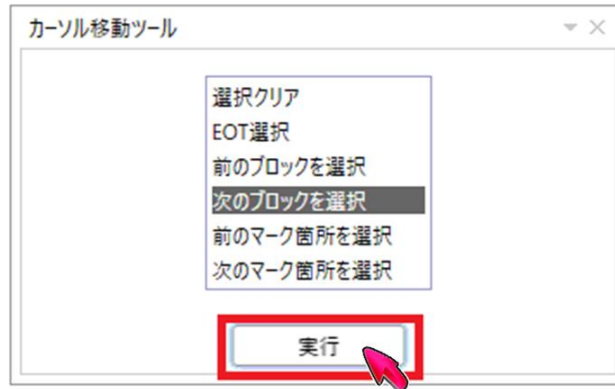 カーソル移動ツール
選択クリア
EOT選択
前のブロックを選択
次のブロックを選択
前のマーク箇所を選択
次のマーク箇所を選択
実行